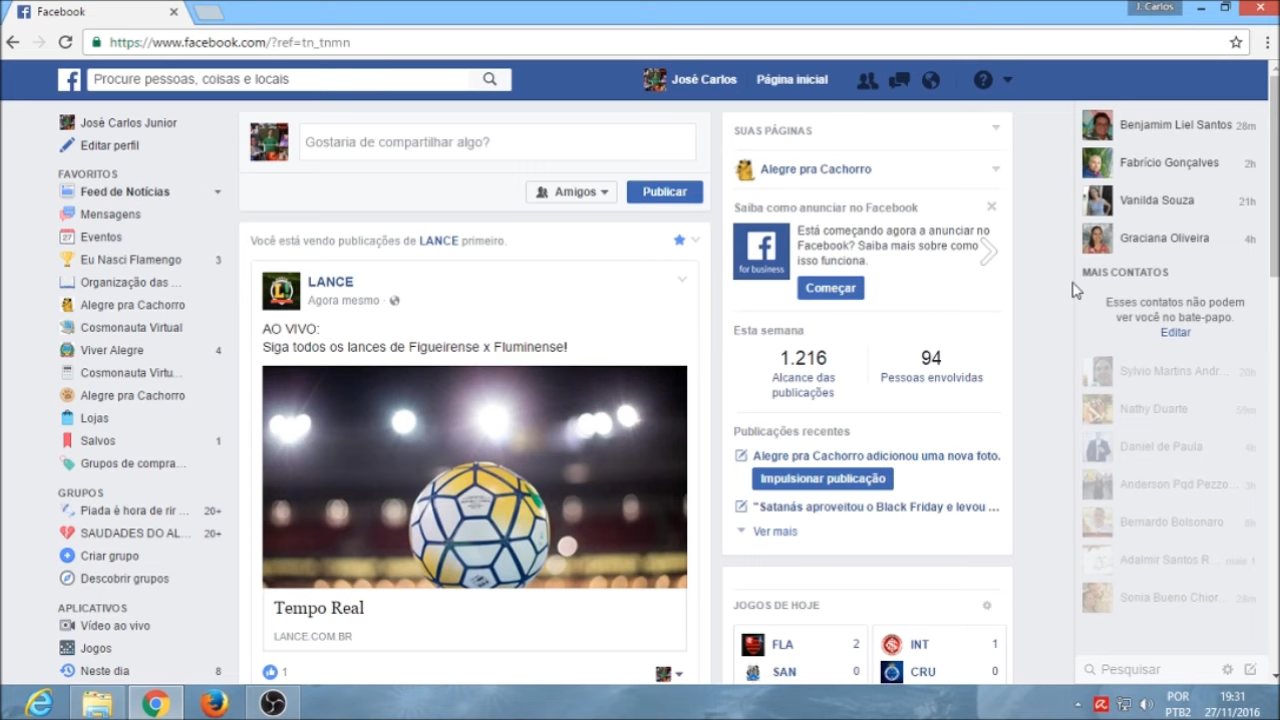 Facebook
J. Carlos
https://www.facebook.com/?ref=tn_tnmn
Procure pessoas, coisas e locais
José Carlos
Página inicial
José Carlos Junior
Editar perfil
FAVORITOS
Feed de Notícias
Mensagens
Eventos
27
Eu Nasci Flamengo 3
Organização das ...
Alegre pra Cachorro
Cosmonauta Virtual
Viver Alegre 4
Cosmonauta Virtu...
Alegre pra Cachorro
Lojas
Salvos 1
Grupos de compra...
GRUPOS
Piada é hora de rir ... 20+
SAUDADES DO AL... 20+
Criar grupo
Descobrir grupos
APLICATIVOS
Vídeo ao vivo
Jogos
Neste dia 8
Gostaria de compartilhar algo?
Amigos
Publicar
Você está vendo publicações de LANCE primeiro.
LANCE
Agora mesmo ·
AO VIVO:
Siga todos os lances de Figueirense x Fluminense!
Tempo Real
LANCE.COM.BR
1
SUAS PÁGINAS
Alegre pra Cachorro
Saiba como anunciar no Facebook
for business
Está começando agora a anunciar no
Facebook? Saiba mais sobre como
isso funciona.
Começar
Esta semana
1.216
Alcance das
publicações
94
Pessoas envolvidas
Publicações recentes
Alegre pra Cachorro adicionou uma nova foto.
Impulsionar publicação
"Satanás aproveitou o Black Friday e levou ...
Ver mais
JOGOS DE HOJE
FLA 2
SAN 0
INT 1
CRU 0
Benjamim Liel Santos 28m
Fabrício Gonçalves 2h
Vanilda Souza 21h
Graciana Oliveira 4h
MAIS CONTATOS
Esses contatos não podem
ver você no bate-papo.
Editar
Sylvio Martins Andr... 20h
Nathy Duarte 59m
Daniel de Paula 4h
Anderson Pqd Pezzo... 3h
Bernardo Bolsonaro 8h
Adalmir Santos R...
Sonia Bueno Chior... 28m
Pesquisar
POR
PTB2
19:31
27/11/2016